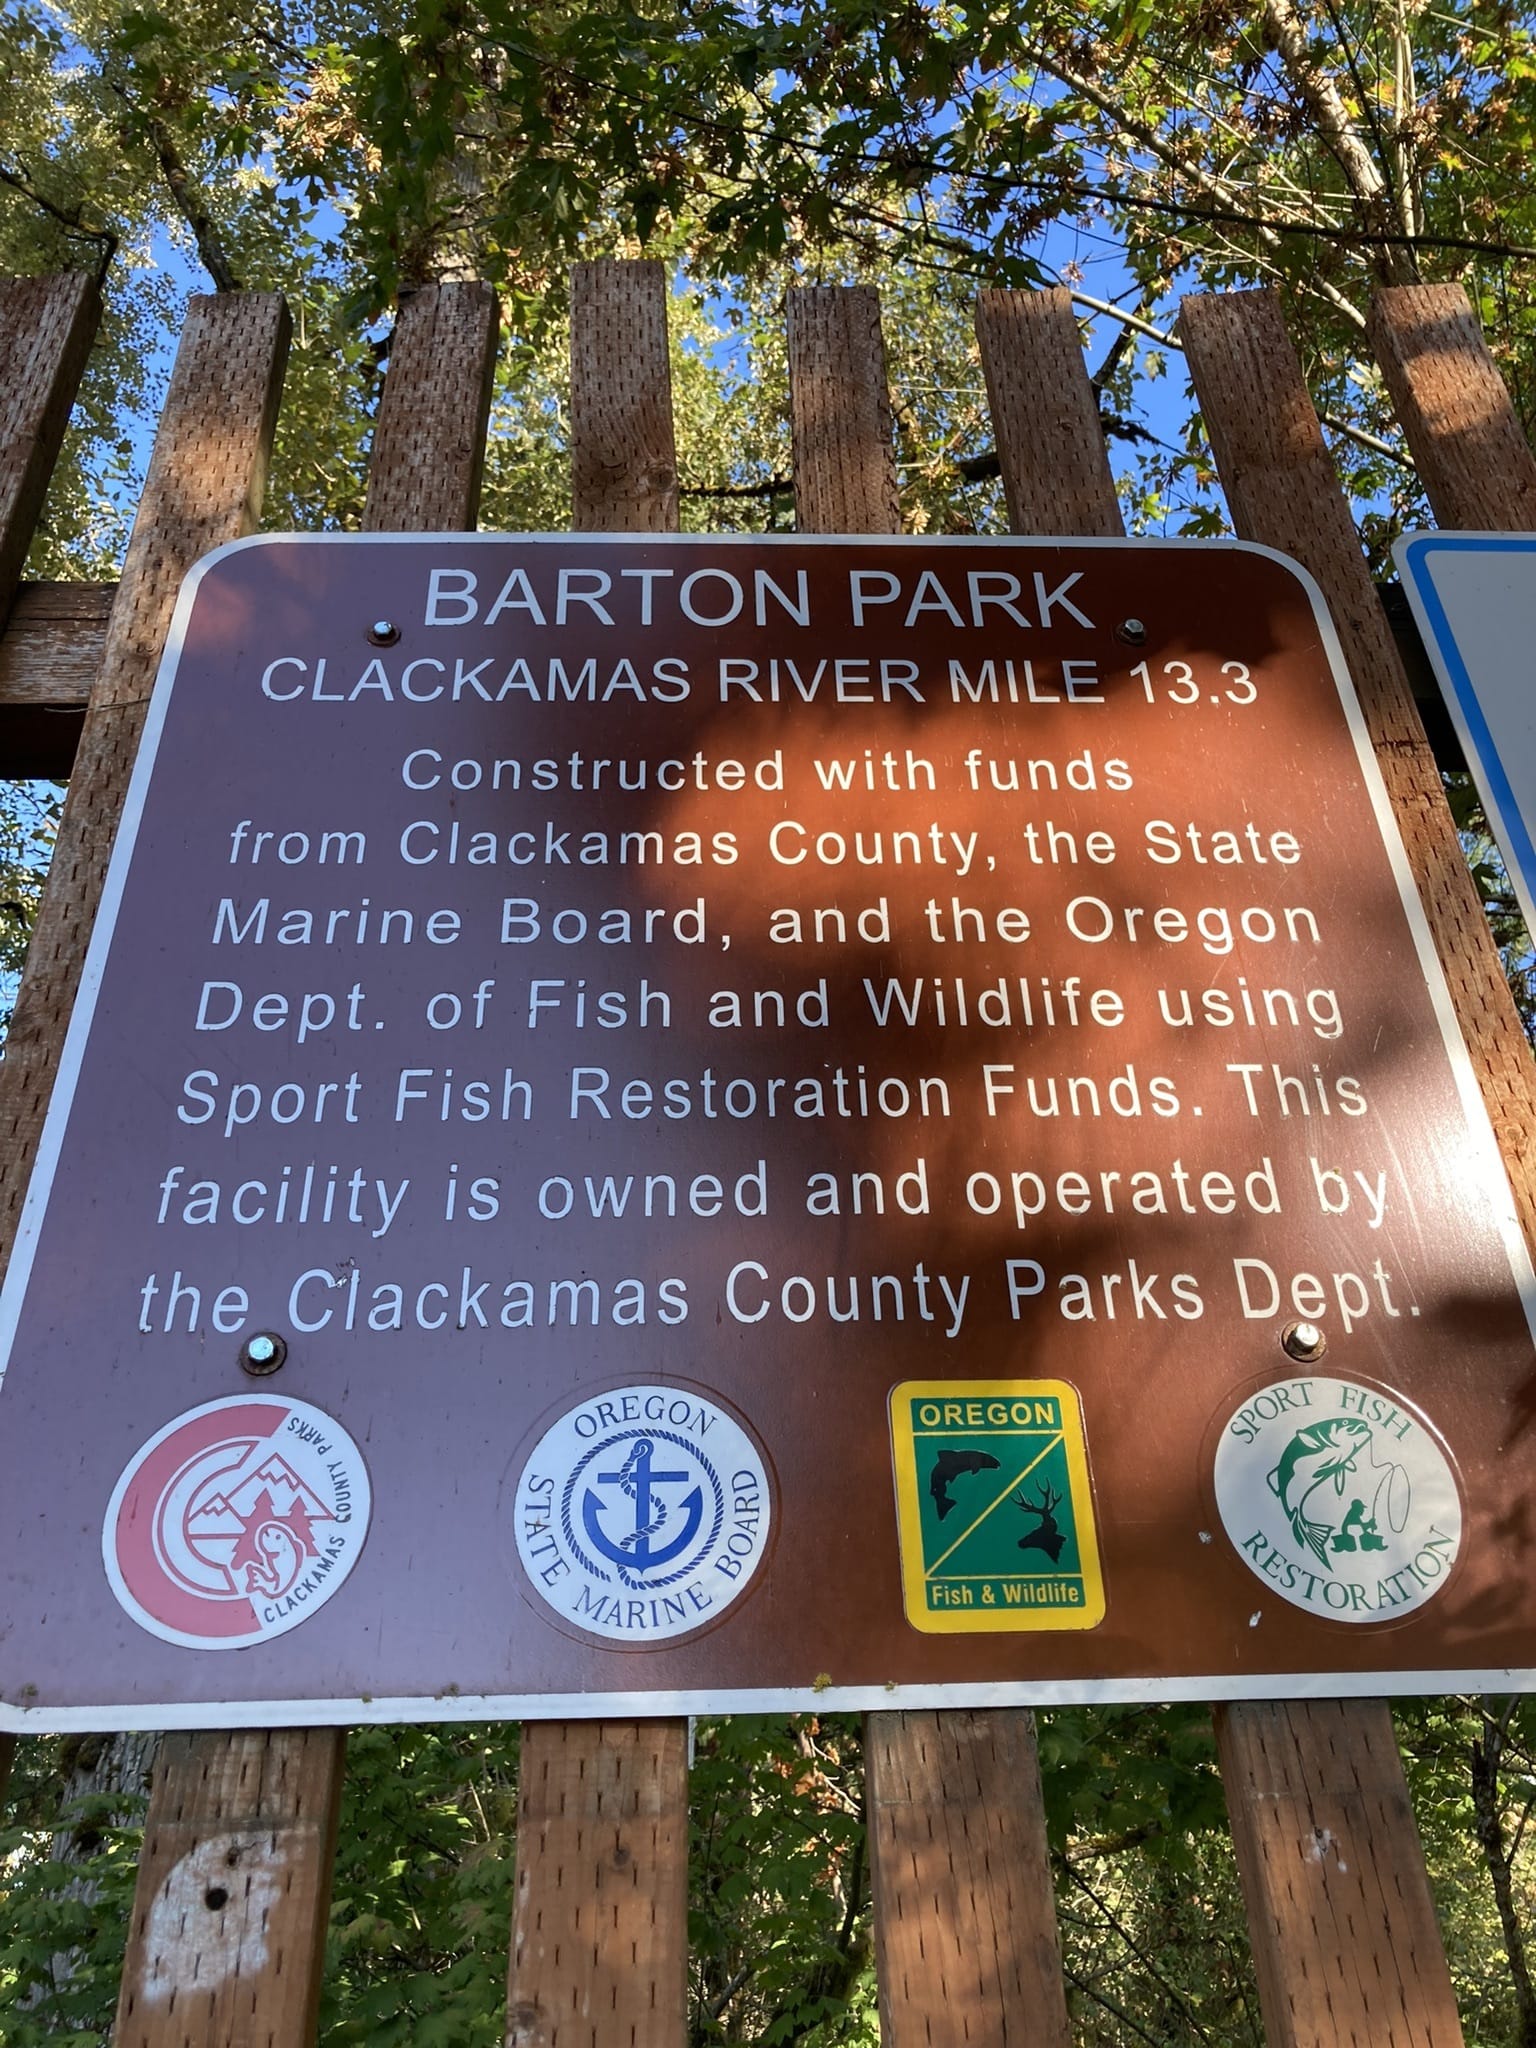 BARTON PARK
CLACKAMAS RIVER MILE 13.3
Constructed with funds
from Clackamas County, the State
Marine Board, and the Oregon
Dept. of Fish and Wildlife using
Sport Fish Restoration Funds. This
facility is owned and operated by
the Clackamas County Parks Dept.
CLACKAMAS COUNTY PARKS
OREGON
STATE MARINE BOARD
OREGON
Fish & Wildlife
SPORT FISH
RESTORATION